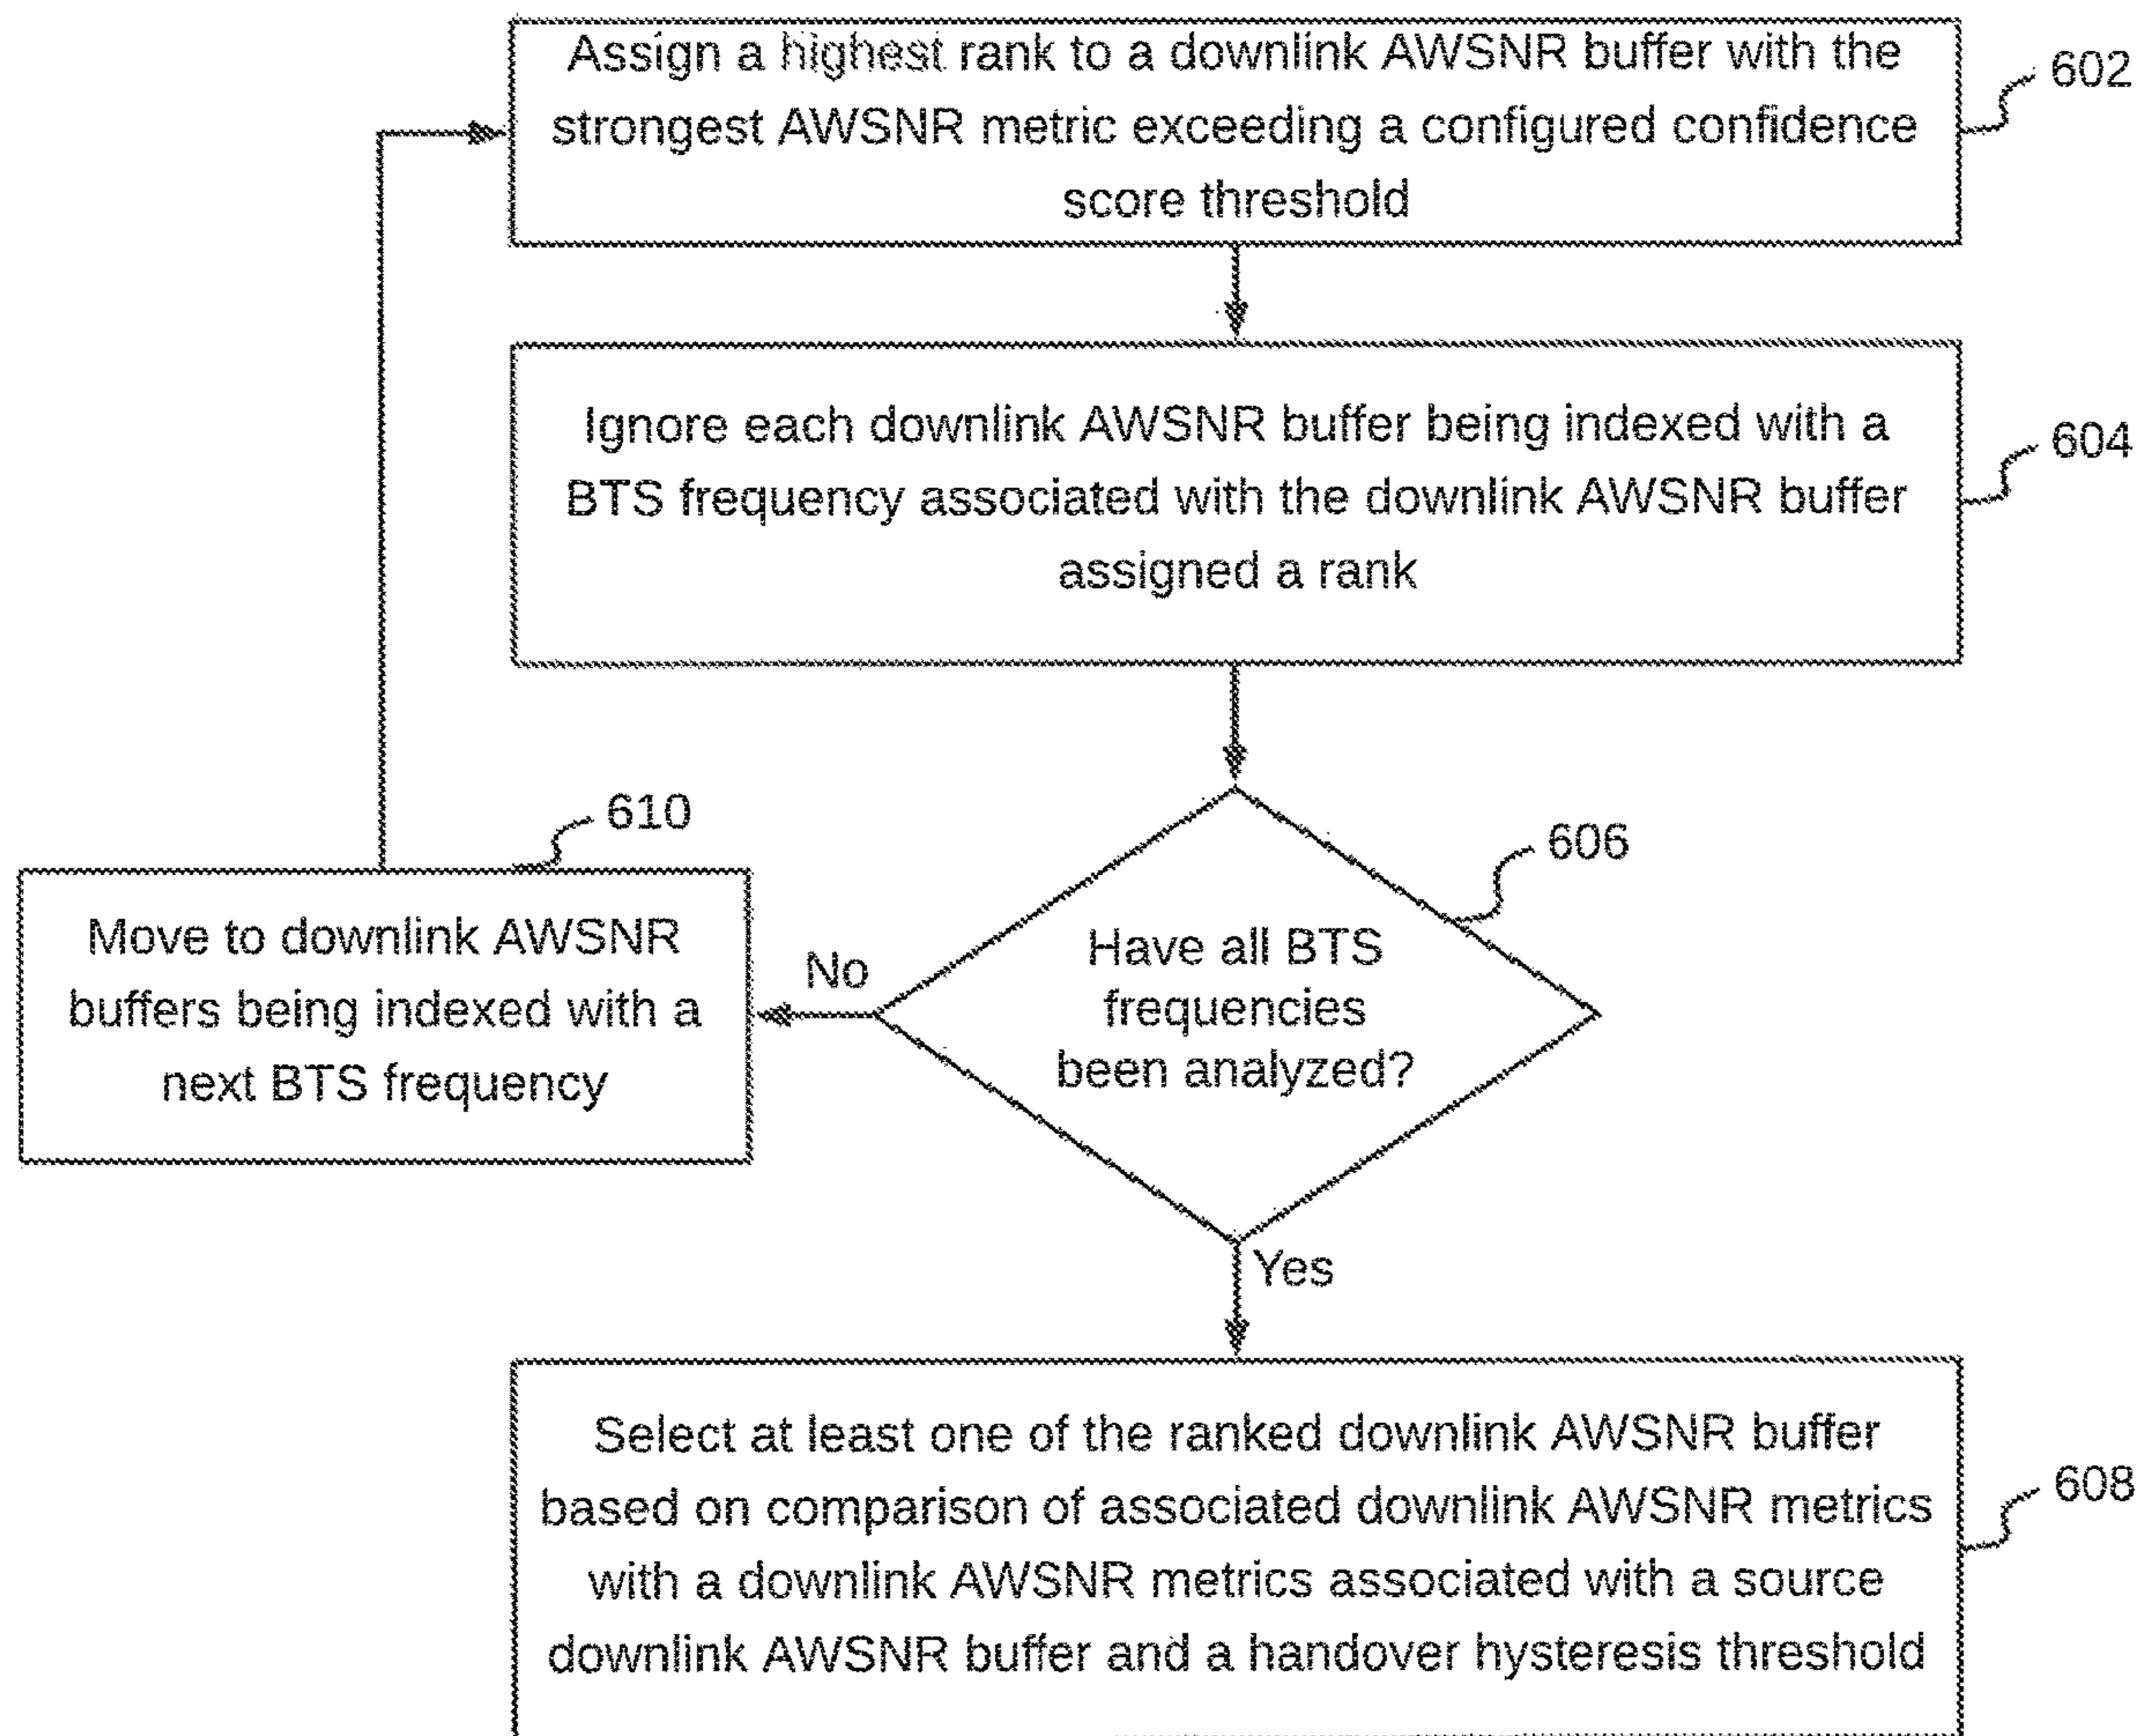 Assign a highest rank to a downlink AWSNR buffer with the
strongest AWSNR metric exceeding a configured confidence
score threshold
602
Ignore each downlink AWSNR buffer being indexed with a
BTS frequency associated with the downlink AWSNR buffer
assigned a rank
604
610
Move to downlink AWSNR
buffers being indexed with a
next BTS frequency
No
606
Have all BTS
frequencies
been analyzed?
Yes
Select at least one of the ranked downlink AWSNR buffer
based on comparison of associated downlink AWSNR metrics
with a downlink AWSNR metrics associated with a source
downlink AWSNR buffer and a handover hysteresis threshold
608